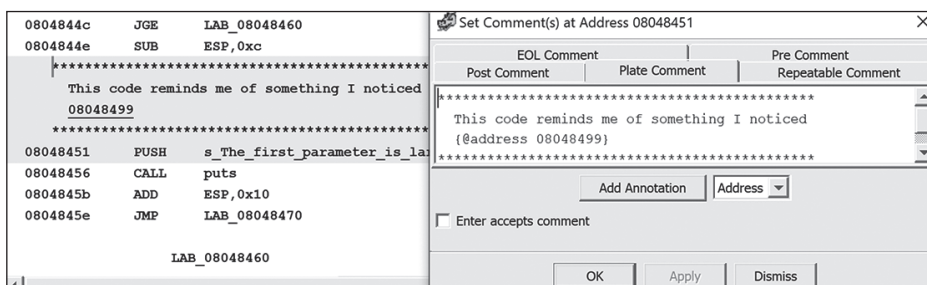 0804844c JGE LAB_08048460
0804844e SUB ESP,0xc
************************************************
This code reminds me of something I noticed
08048499
************************************************
08048451 PUSH s_The_first_parameter_is_la
08048456 CALL puts
0804845b ADD ESP,0x10
0804845e JMP LAB_08048470
LAB_08048460
Set Comment(s) at Address 08048451
EOL Comment Pre Comment
Post Comment Plate Comment Repeatable Comment
************************************************
This code reminds me of something I noticed
{@address 08048499}
************************************************
Add Annotation Address
Enter accepts comment
OK Apply Dismiss